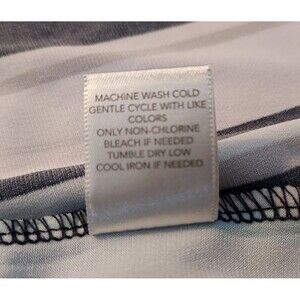 MACHINE WASH COLD
GENTLE CYCLE WITH LIKE
COLORS
ONLY NON-CHLORINE
BLEACH IF NEEDED
TUMBLE DRY LOW
COOL IRON IF NEEDED